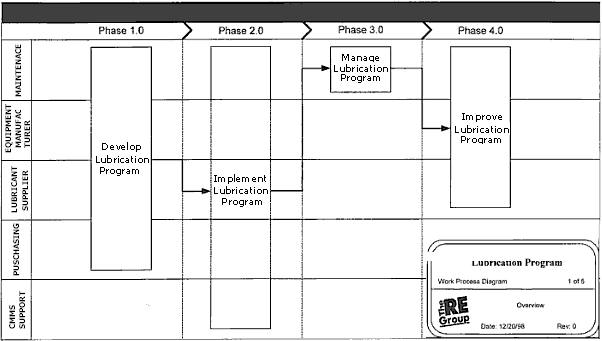 Phase 1.0
Phase 2.0
Phase 3.0
Phase 4.0
MAINTENACE
EQUIPMENT
MANUFAC
TURER
LUBRICANT
SUPPLIER
PUSCHASING
CMMS
SUPPORT
Develop
Lubrication
Program
Implement
Lubrication
Program
Manage
Lubrication
Program
Improve
Lubrication
Program
Lubrication Program
Work Process Diagram
1 of 5
The RE
Group
Overview
Date: 12/20/98
Rev: 0